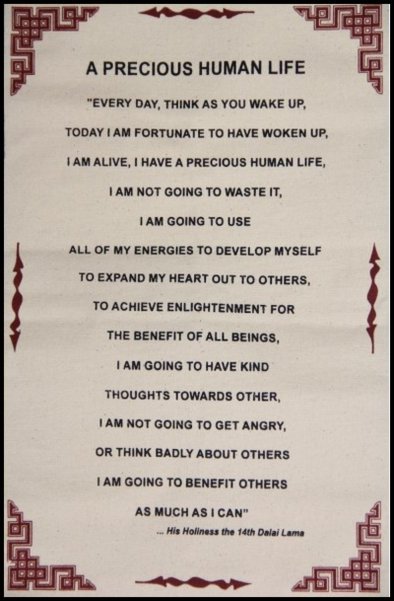 A PRECIOUS HUMAN LIFE
"EVERY DAY, THINK AS YOU WAKE UP,
TODAY I AM FORTUNATE TO HAVE WOKEN UP,
I AM ALIVE, I HAVE A PRECIOUS HUMAN LIFE,
I AM NOT GOING TO WASTE IT,
I AM GOING TO USE
ALL OF MY ENERGIES TO DEVELOP MYSELF
TO EXPAND MY HEART OUT TO OTHERS,
TO ACHIEVE ENLIGHTENMENT FOR
THE BENEFIT OF ALL BEINGS,
I AM GOING TO HAVE KIND
THOUGHTS TOWARDS OTHER,
I AM NOT GOING TO GET ANGRY,
OR THINK BADLY ABOUT OTHERS
I AM GOING TO BENEFIT OTHERS
AS MUCH AS I CAN"
... His Holiness the 14th Dalai Lama